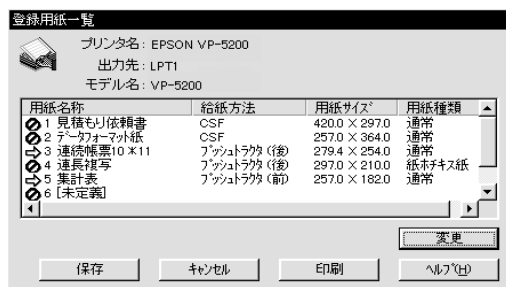 登録用紙一覧
プリンタ名: EPSON VP-5200
出力先: LPT1
モデル名: VP-5200
用紙名称 給紙方法 用紙サイズ 用紙種類
1 見積もり依頼書 CSF 420.0 × 297.0 通常
2 データフォーマット紙 CSF 257.0 × 364.0 通常
3 連続帳票10×11 プッシュトラクタ(後) 279.4 × 254.0 通常
4 連長複写 プッシュトラクタ(後) 297.0 × 210.0 紙ホチキス紙
5 集計表 プッシュトラクタ(前) 257.0 × 182.0 通常
6 [未定義]
変更
保存 キャンセル 印刷 ヘルプ(H)